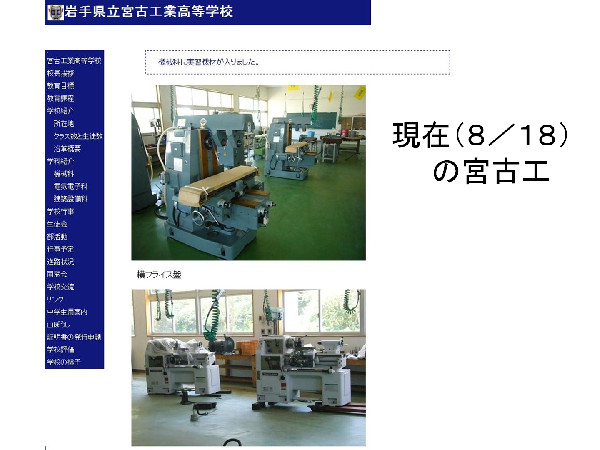 岩手県立宮古工業高等学校
機械科に実習機材が入りました。
宮古工業高等学校
校長挨拶
教育目標
教育課程
学校紹介
所在地
クラス数と生徒数
沿革概要
学科紹介
機械科
電気電子科
建築設備科
学校行事
生徒会
部活動
行事予定
進路状況
同窓会
学校交流
リンク
中学生用案内
証明書の発行申請
学校評価
学校の様子
横フライス盤
現在（８／１８）
の宮古工